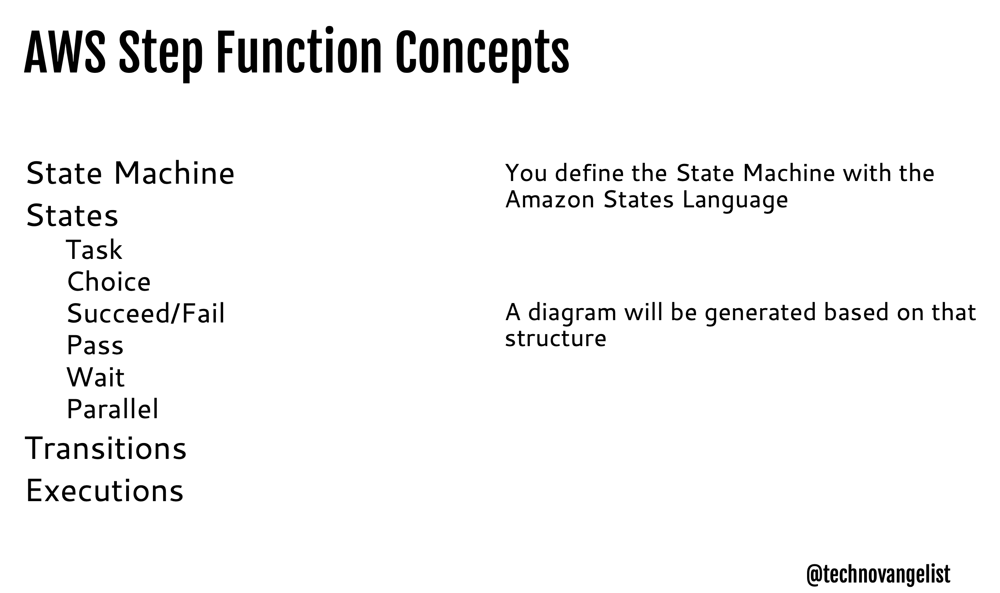 AWS Step Function Concepts
State Machine
States
Task
Choice
Succeed/Fail
Pass
Wait
Parallel
Transitions
Executions
You define the State Machine with the
Amazon States Language
A diagram will be generated based on that
structure
@technovangelist